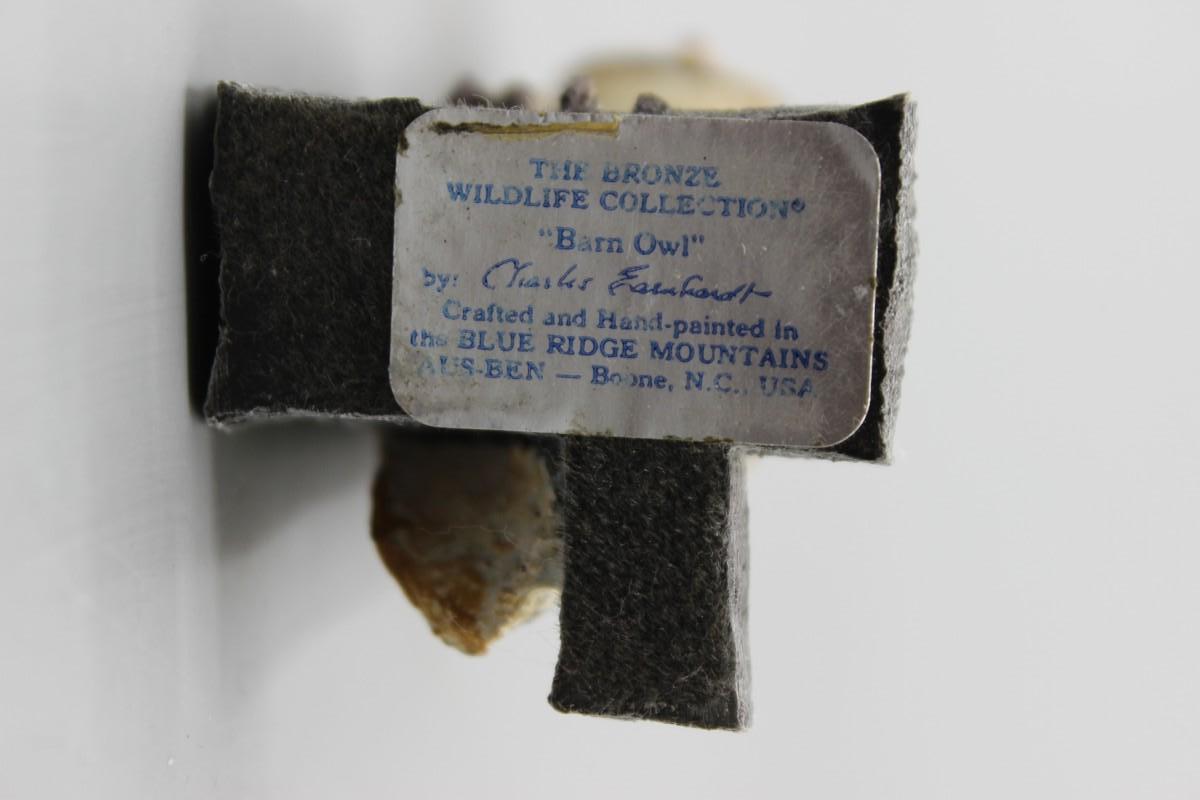 THE BRONZE
WILDLIFE COLLECTION®
"Barn Owl"
by: Charles Earnhardt
Crafted and Hand-painted in
the BLUE RIDGE MOUNTAINS
AUS-BEN — Boone, N.C., USA